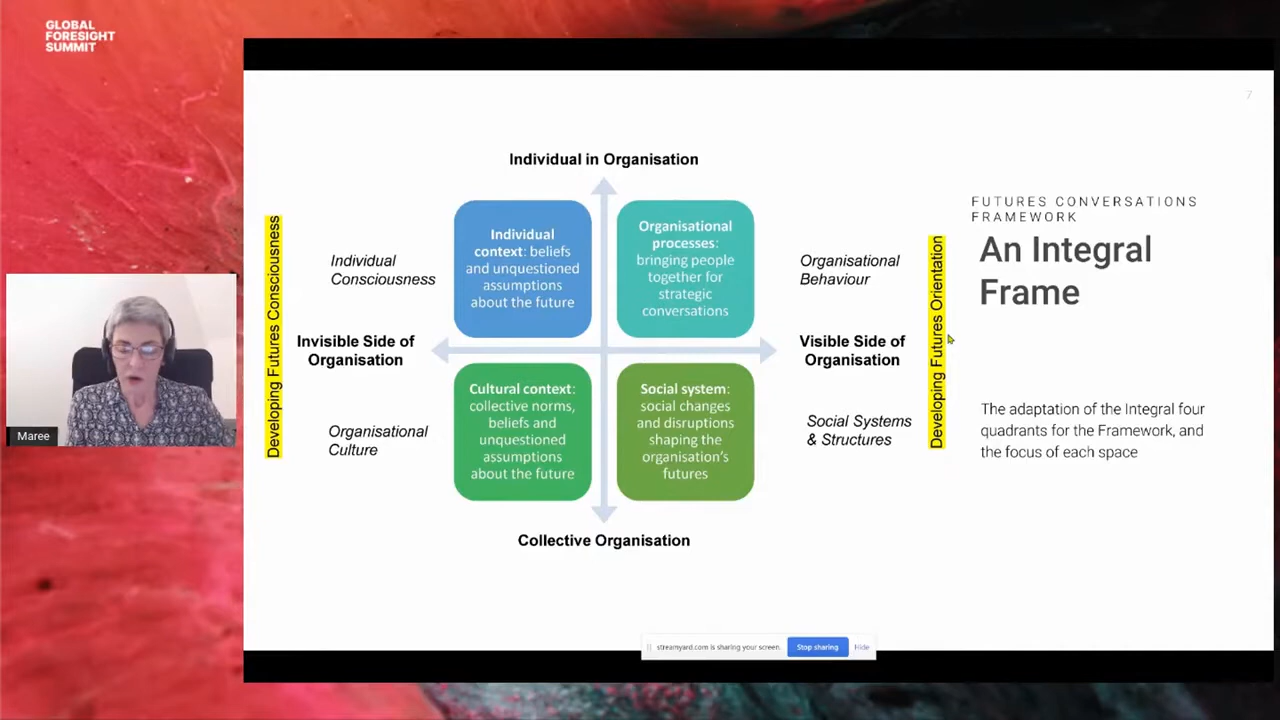 GLOBAL
FORESIGHT
SUMMIT
7
Individual in Organisation
Developing Futures Consciousness
Individual
Consciousness
Individual
context: beliefs
and unquestioned
assumptions
about the future
Organisational
processes:
bringing people
together for
strategic
conversations
Organisational
Behaviour
Invisible Side of
Organisation
Visible Side of
Organisation
Developing Futures Orientation
Organisational
Culture
Cultural context:
collective norms,
beliefs and
unquestioned
assumptions
about the future
Social system:
social changes
and disruptions
shaping the
organisation's
futures
Social Systems
& Structures
Collective Organisation
FUTURES CONVERSATIONS
FRAMEWORK
An Integral
Frame
The adaptation of the Integral four
quadrants for the Framework, and
the focus of each space
Maree
streamyard.com is sharing your screen.
Stop sharing
Hide